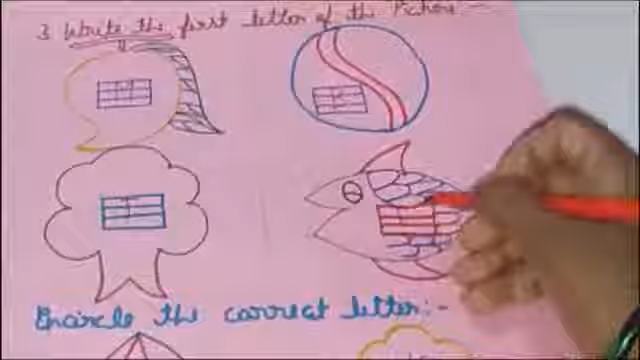 3 Write the first letter of the Picture :-
Encircle the correct letter :-